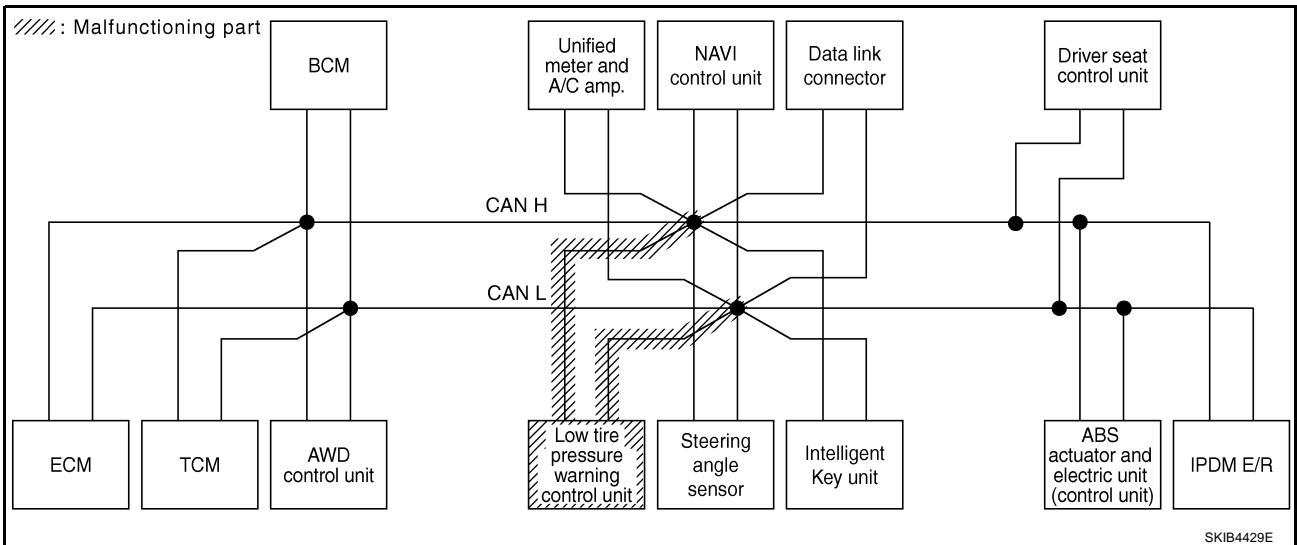 : Malfunctioning part
BCM
Unified
meter and
A/C amp.
NAVI
control unit
Data link
connector
Driver seat
control unit
CAN H
CAN L
ECM
TCM
AWD
control unit
Low tire
pressure
warning
control unit
Steering
angle
sensor
Intelligent
Key unit
ABS
actuator and
electric unit
(control unit)
IPDM E/R
SKIB4429E